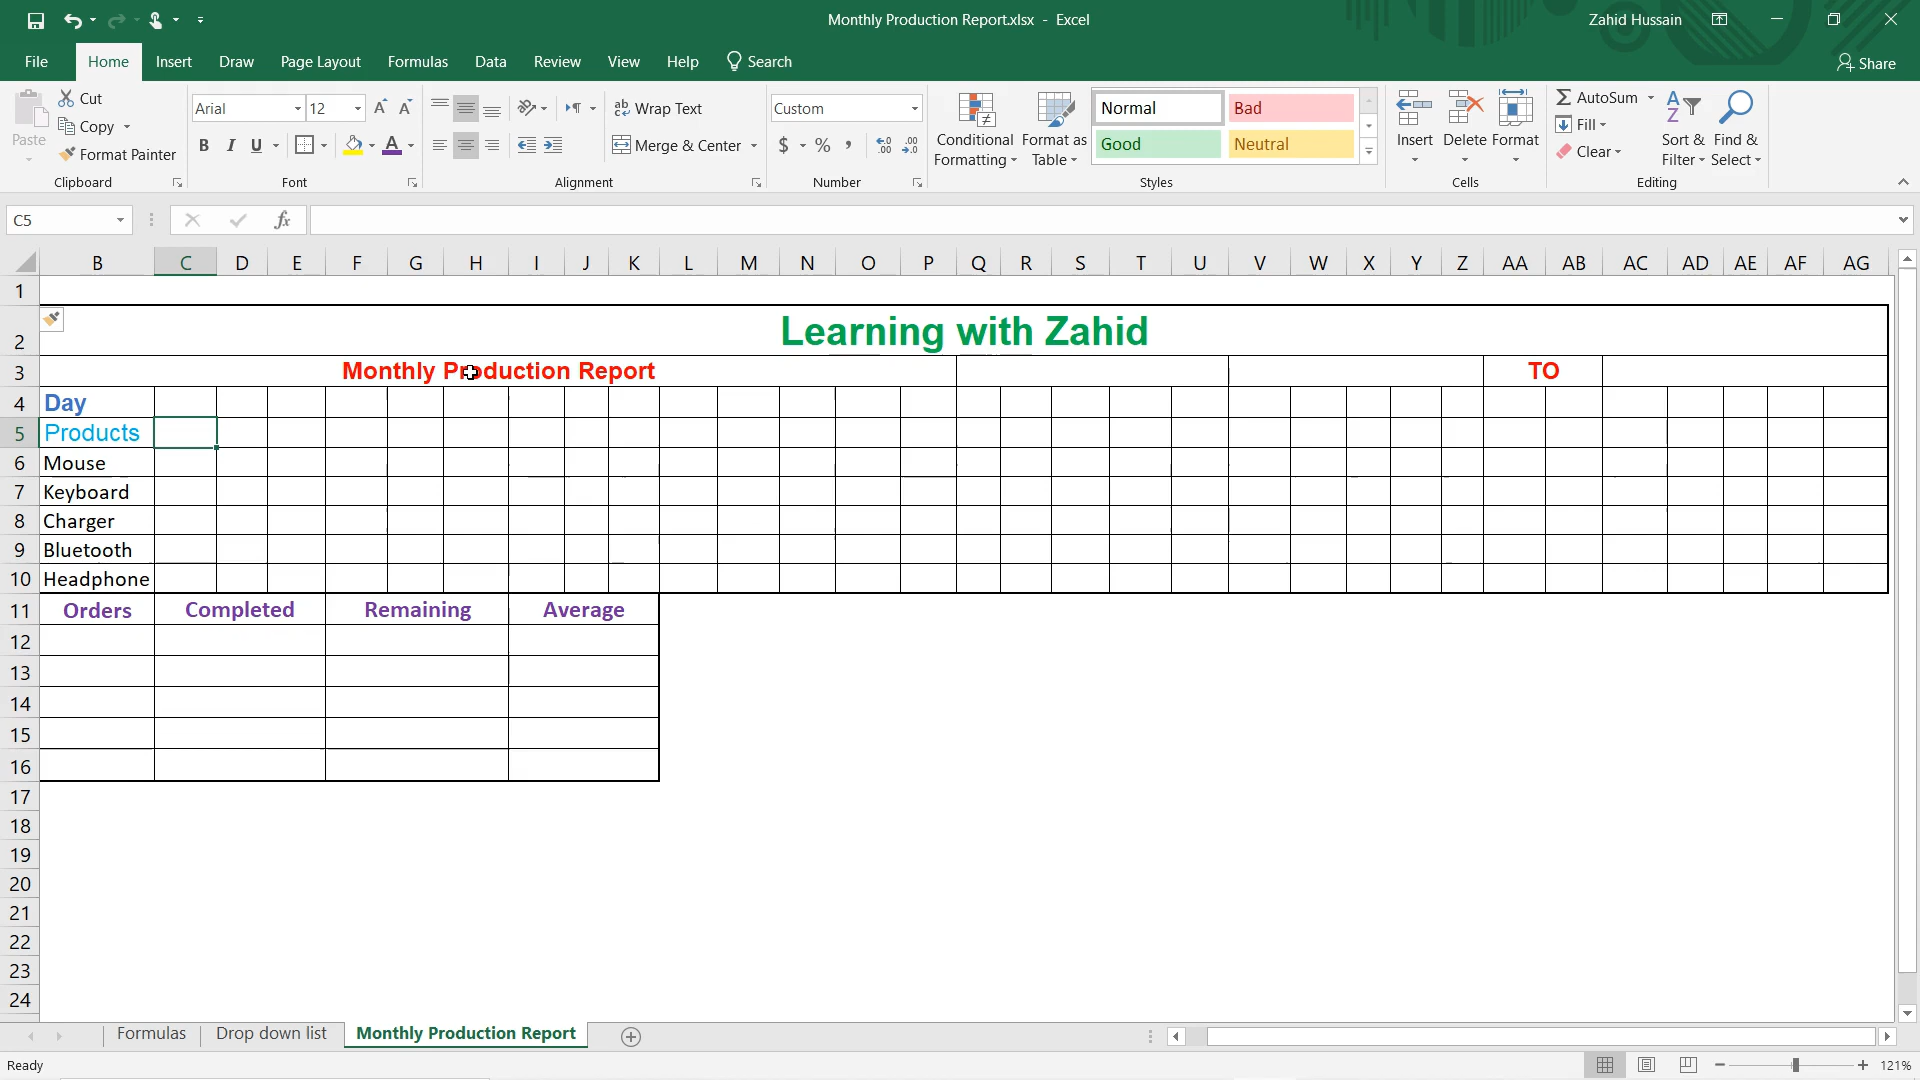 Monthly Production Report.xlsx - Excel
Zahid Hussain
File Home Insert Draw Page Layout Formulas Data Review View Help Search Share
Paste
Cut
Copy
Format Painter
Clipboard
Arial 12
B I U
Font
Wrap Text
Merge & Center
Alignment
Custom
$ % ,
Number
Conditional Formatting
Format as Table
Normal Bad
Good Neutral
Styles
Insert Delete Format
Cells
AutoSum
Fill
Clear
Sort & Filter
Find & Select
Editing
C5 fx
B C D E F G H I J K L M N O P Q R S T U V W X Y Z AA AB AC AD AE AF AG
1
2 Learning with Zahid
3 Monthly Production Report TO
4 Day
5 Products
6 Mouse
7 Keyboard
8 Charger
9 Bluetooth
10 Headphone
11 Orders Completed Remaining Average
12
13
14
15
16
17
18
19
20
21
22
23
24
Formulas Drop down list Monthly Production Report
Ready 121%